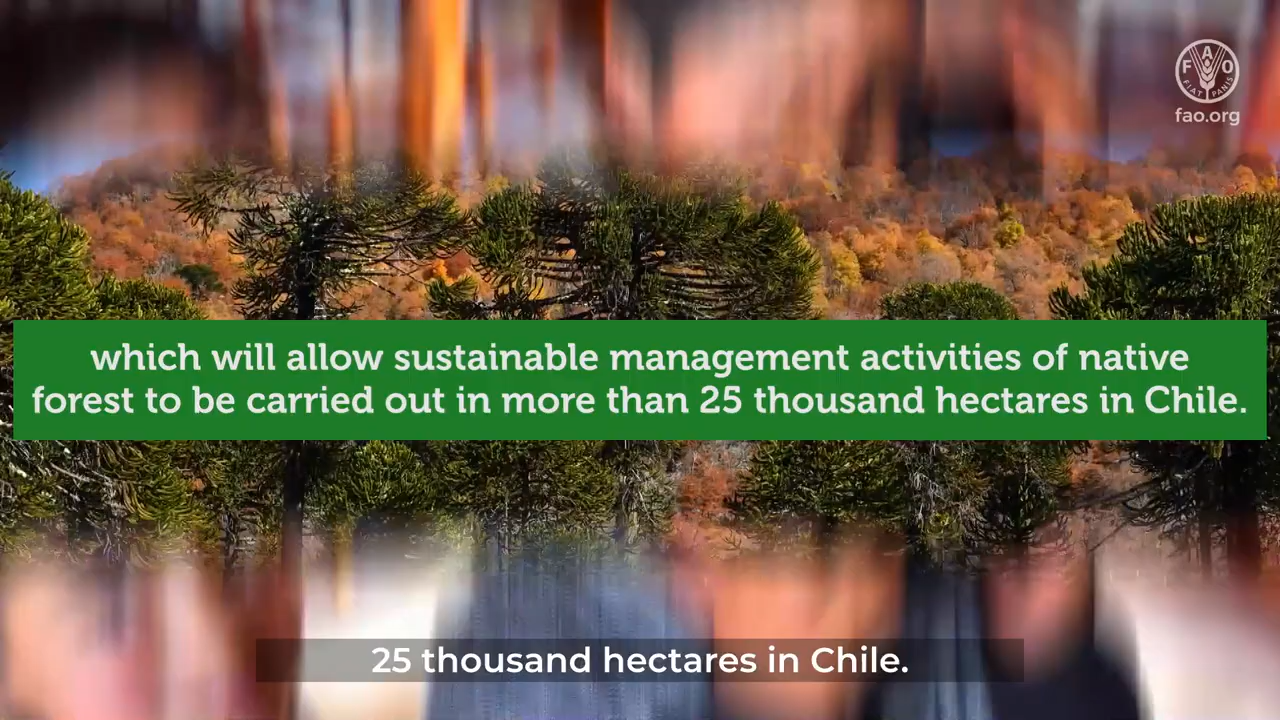 FAO
FIAT PANIS
fao.org
which will allow sustainable management activities of native
forest to be carried out in more than 25 thousand hectares in Chile.
25 thousand hectares in Chile.